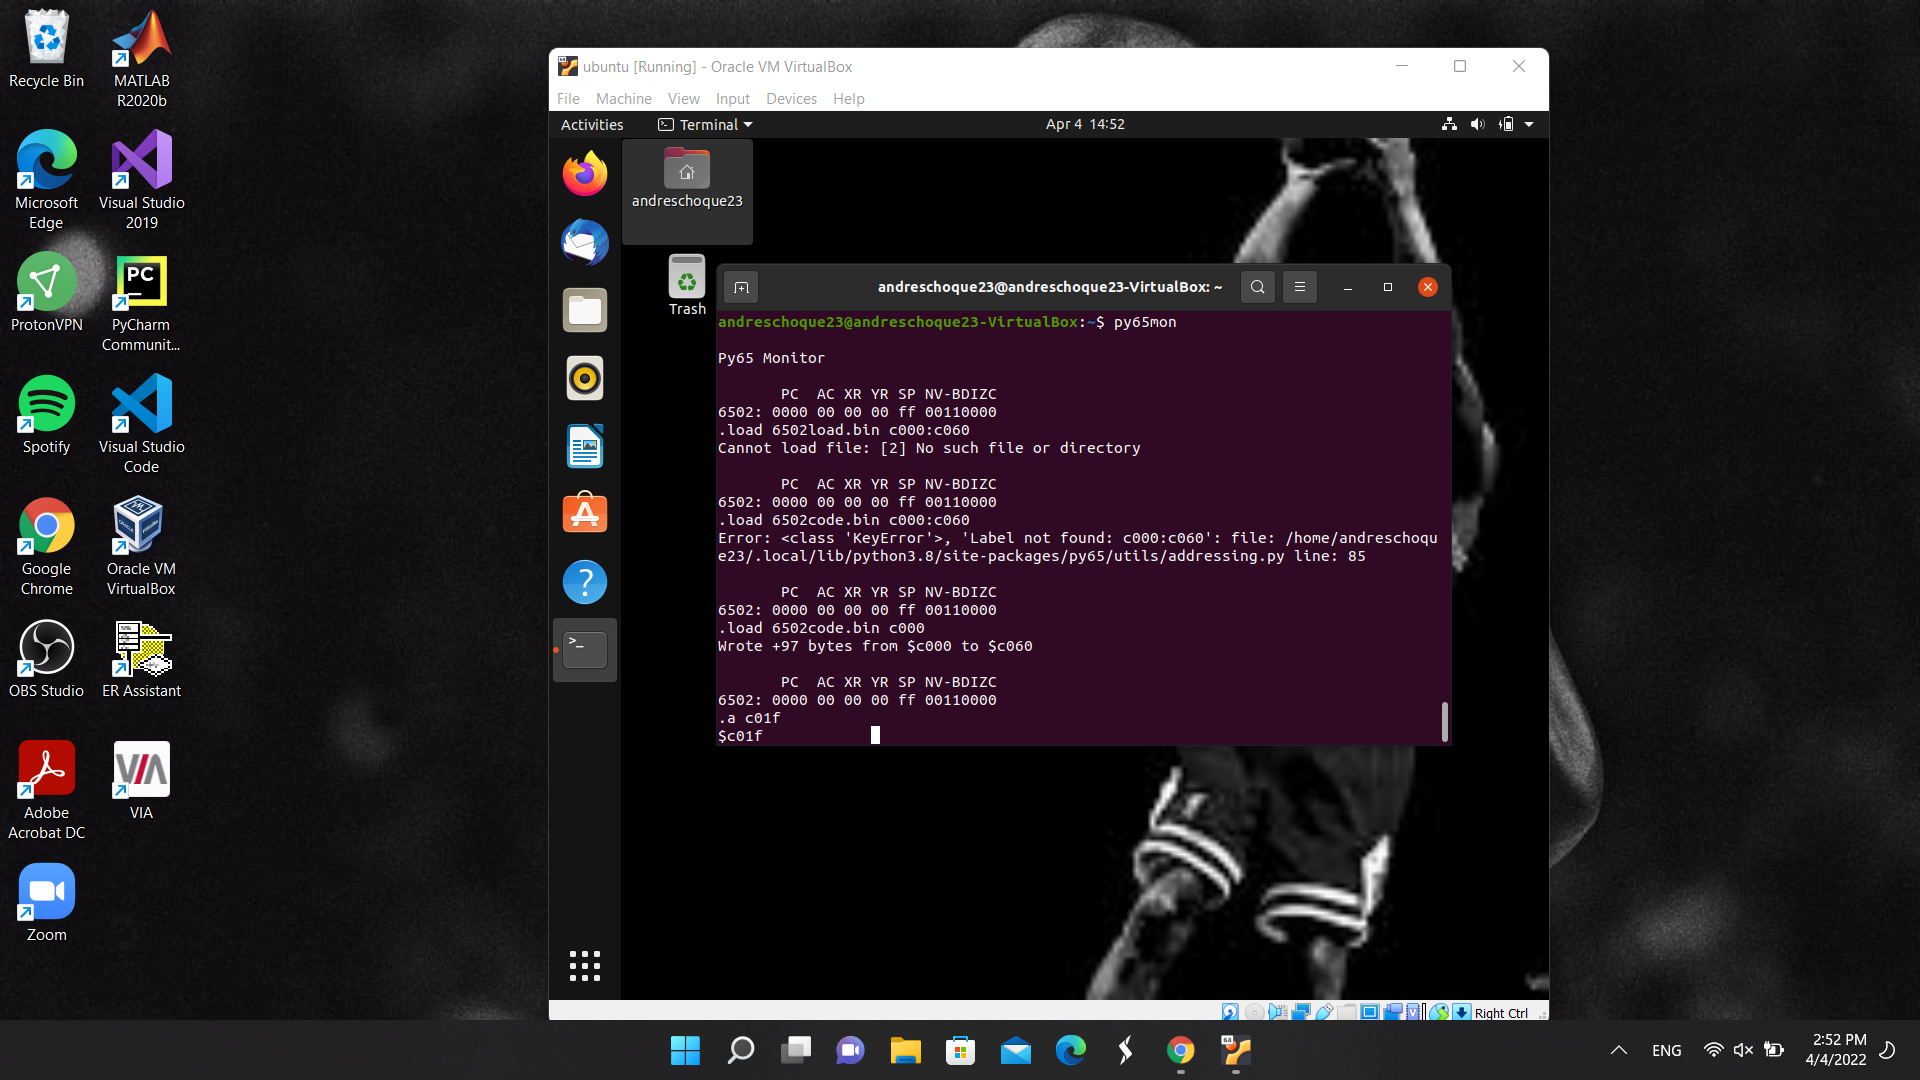 Recycle Bin
MATLAB
R2020b
Microsoft
Edge
Visual Studio
2019
ProtonVPN
PC
PyCharm
Communit...
Spotify
Visual Studio
Code
Google
Chrome
Oracle VM
VirtualBox
OBS Studio
ER Assistant
Adobe
Acrobat DC
VIA
VIA
Zoom
ubuntu [Running] - Oracle VM VirtualBox
File Machine View Input Devices Help
Activities Terminal Apr 4 14:52
andreschoque23
Trash
andreschoque23@andreschoque23-VirtualBox: ~
andreschoque23@andreschoque23-VirtualBox:~$ py65mon
Py65 Monitor
PC AC XR YR SP NV-BDIZC
6502: 0000 00 00 00 ff 00110000
.load 6502load.bin c000:c060
Cannot load file: [2] No such file or directory
PC AC XR YR SP NV-BDIZC
6502: 0000 00 00 00 ff 00110000
.load 6502code.bin c000:c060
Error: <class 'KeyError'>, 'Label not found: c000:c060': file: /home/andreschoqu
e23/.local/lib/python3.8/site-packages/py65/utils/addressing.py line: 85
PC AC XR YR SP NV-BDIZC
6502: 0000 00 00 00 ff 00110000
.load 6502code.bin c000
Wrote +97 bytes from $c000 to $c060
PC AC XR YR SP NV-BDIZC
6502: 0000 00 00 00 ff 00110000
.a c01f
$c01f
Right Ctrl
64
ENG
2:52 PM
4/4/2022